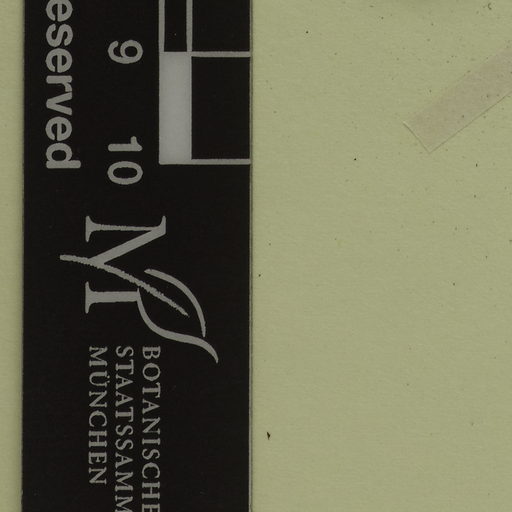 eserved
9 10
BOTANISCHE
STAATSSAMM
MÜNCHEN